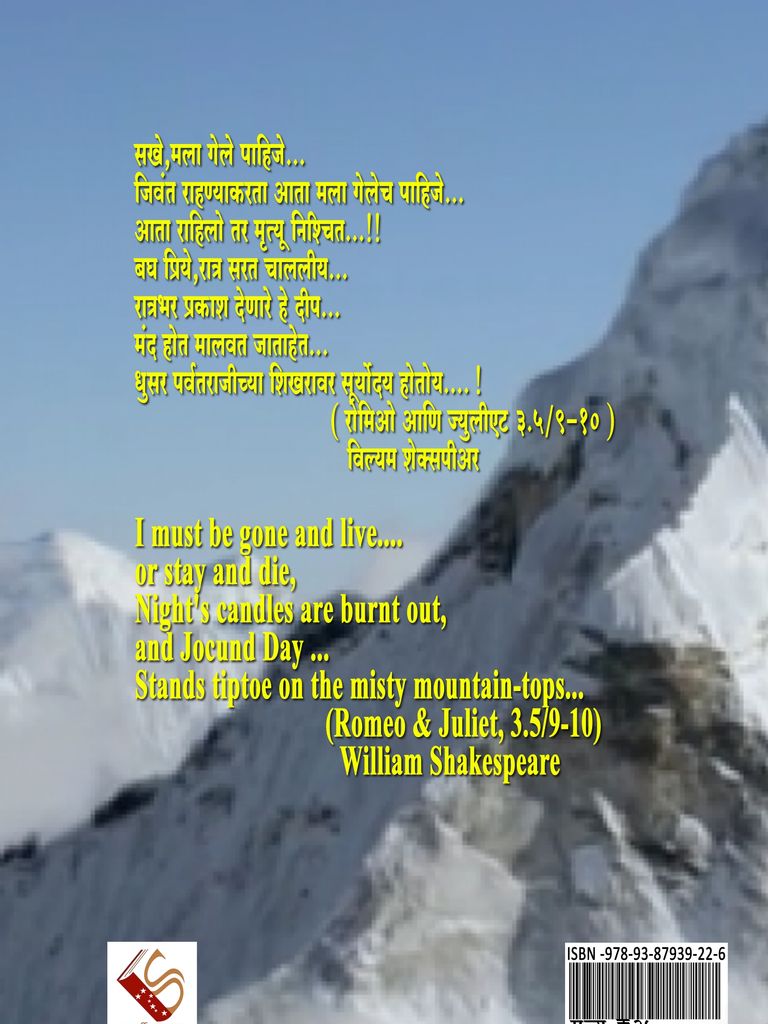 सखे,मला गेले पाहिजे...
जिवंत राहण्याकरता आता मला गेलेच पाहिजे...
आता राहिलो तर मृत्यू निश्चित...!!
बघ प्रिये,रात्र सरत चाललीय...
रात्रभर प्रकाश देणारे हे दीप...
मंद होत मालवत जाताहेत...
धुसर पर्वतराजीच्या शिखरावर सूर्योदय होतोय.... !
( रोमिओ आणि ज्युलीएट ३.५/९-१० )
विल्यम शेक्सपीअर
I must be gone and live....
or stay and die,
Night's candles are burnt out,
and Jocund Day ...
Stands tiptoe on the misty mountain-tops...
(Romeo & Juliet, 3.5/9-10)
William Shakespeare
ISBN -978-93-87939-22-6